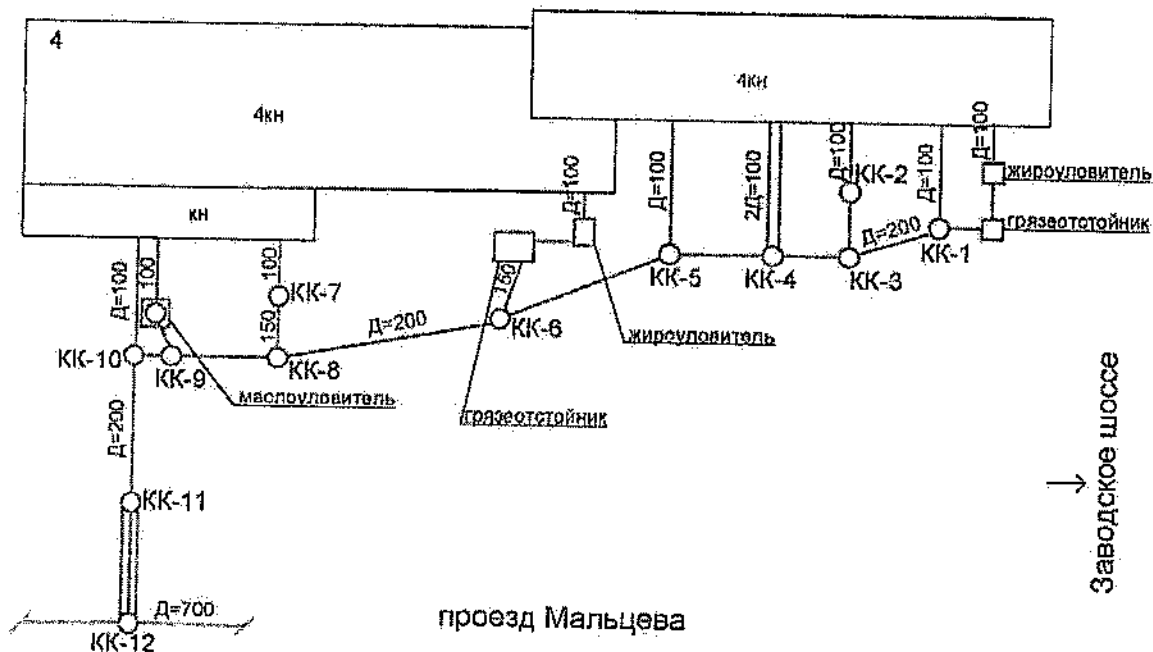 4
4кн
4кн
кн
Д=100
Д=100
2Д=100
Д=100
КК-2
Д=100
Д=100
жироуловитель
грязеотстойник
Д=200
КК-1
КК-5
КК-4
КК-3
Д=100
100
100
КК-7
150
150
КК-6
Д=200
жироуловитель
КК-10
КК-9
КК-8
маслоуловитель
грязеотстойник
Д=200
КК-11
Д=700
КК-12
проезд Мальцева
Заводское шоссе